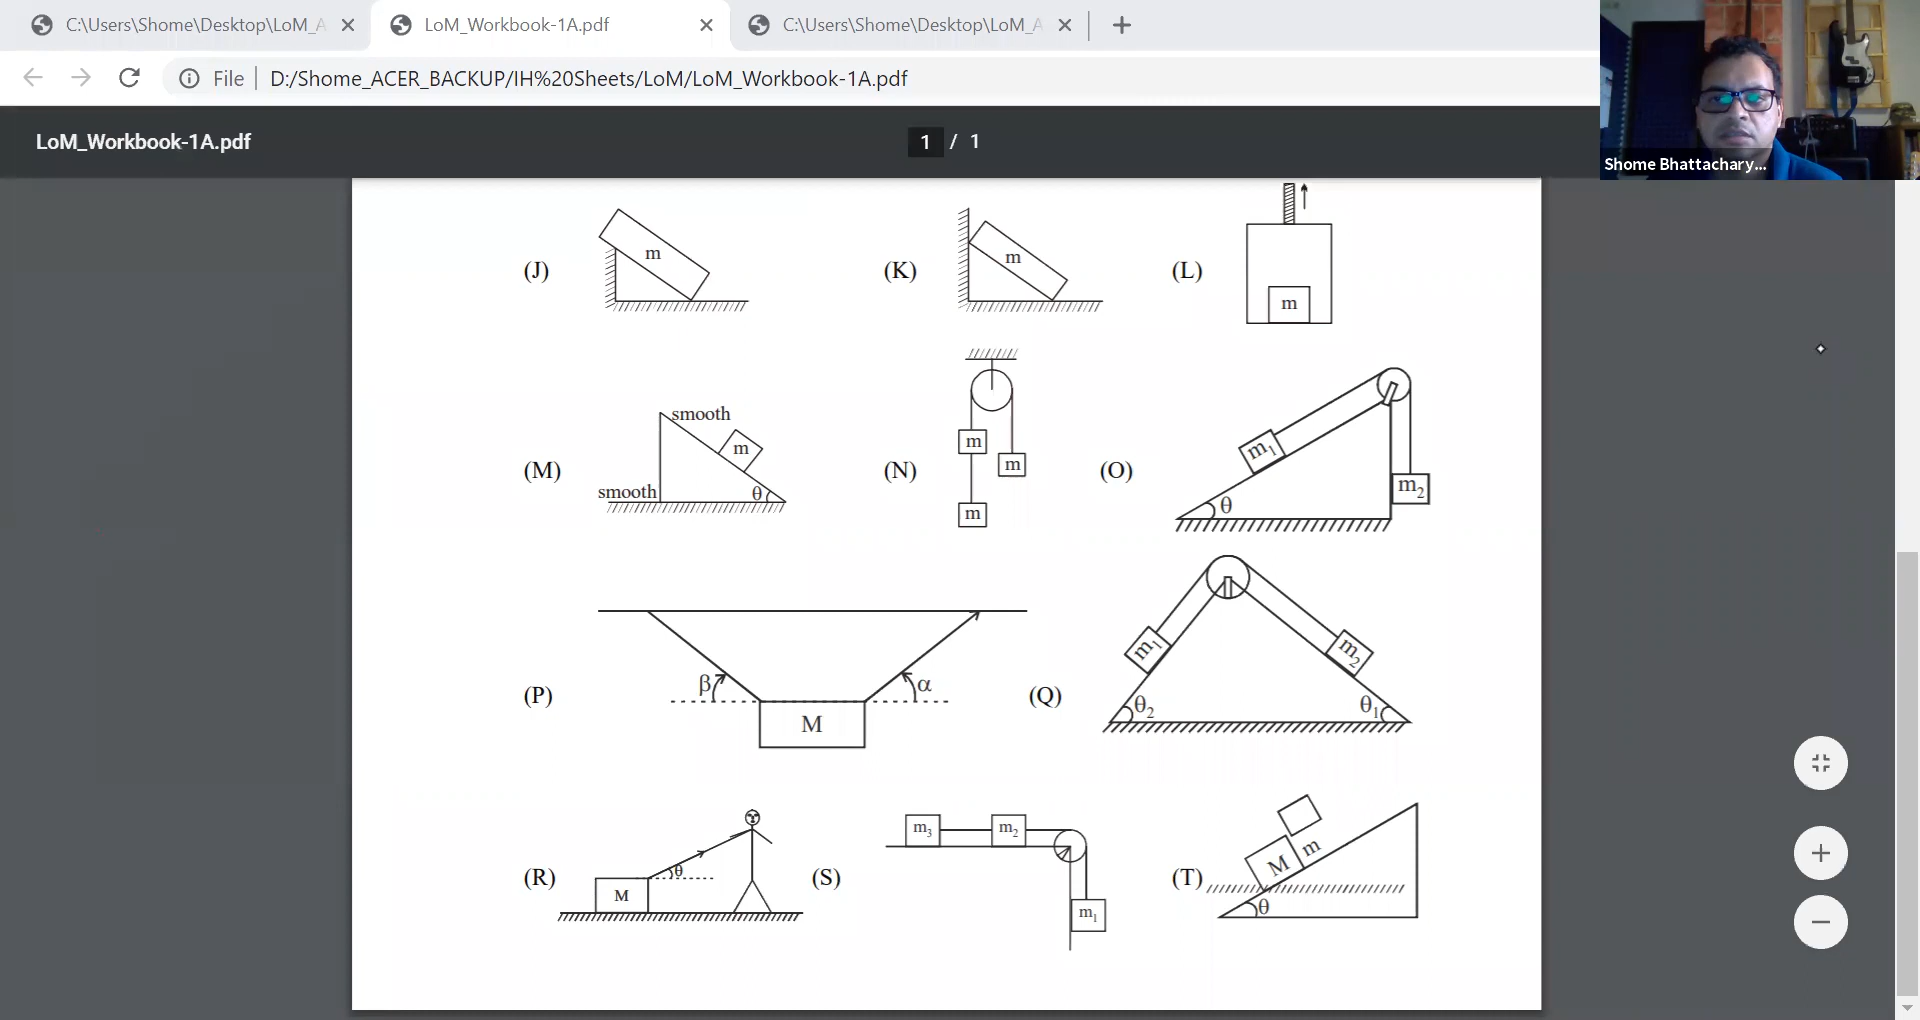 C:\Users\Shome\Desktop\LoM_A
LoM_Workbook-1A.pdf
C:\Users\Shome\Desktop\LoM_A
File
D:/Shome_ACER_BACKUP/IH%20Sheets/LoM/LoM_Workbook-1A.pdf
LoM_Workbook-1A.pdf
1 / 1
Shome Bhattachary...
(J) m
(K) m
(L) m
(M) smooth m smooth θ
(N) m m m
(O) m₁ m₂ θ
(P) β α M
(Q) m₁ m₂ θ₂ θ₁
(R) M θ
(S) m₃ m₂ m₁
(T) M m θ